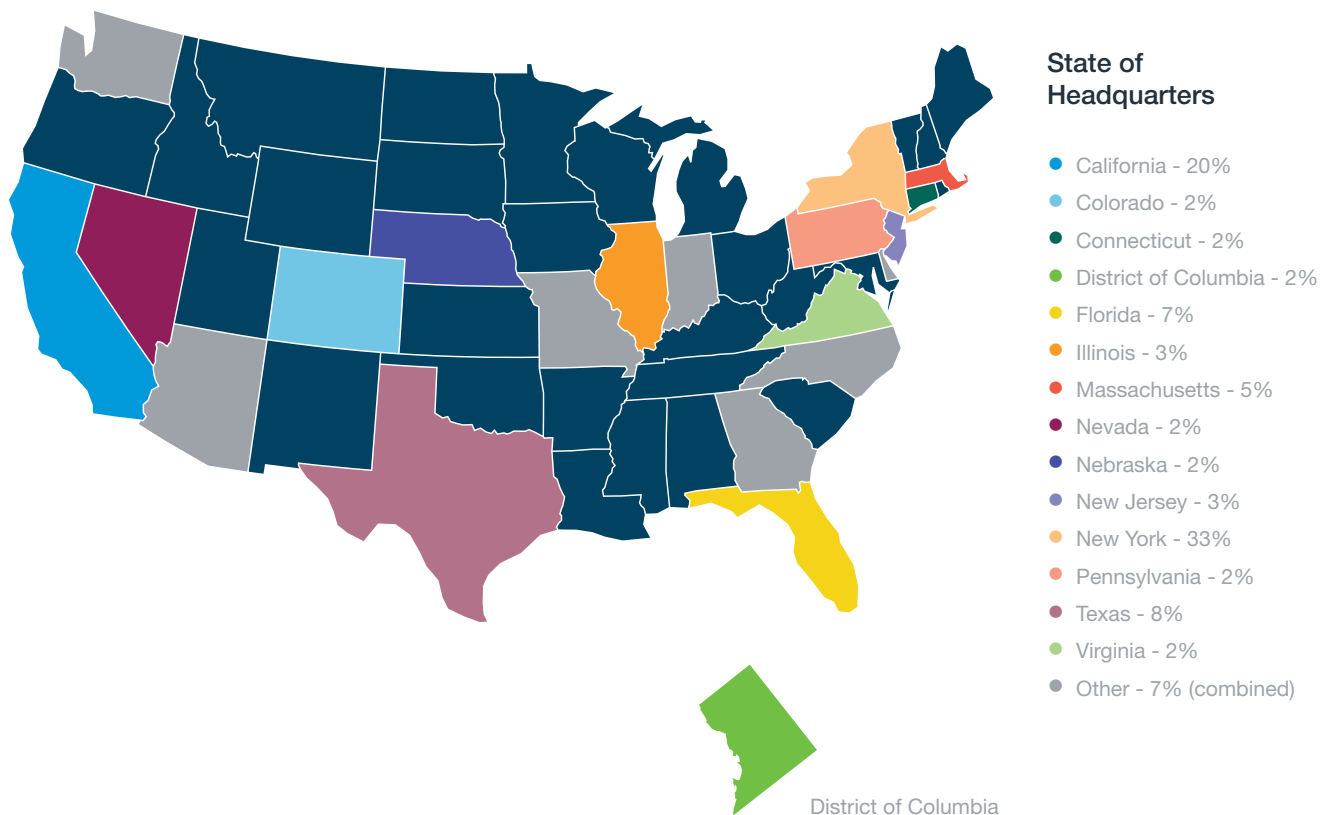 State of
Headquarters
California - 20%
Colorado - 2%
Connecticut - 2%
District of Columbia - 2%
Florida - 7%
Illinois - 3%
Massachusetts - 5%
Nevada - 2%
Nebraska - 2%
New Jersey - 3%
New York - 33%
Pennsylvania - 2%
Texas - 8%
Virginia - 2%
Other - 7% (combined)
District of Columbia